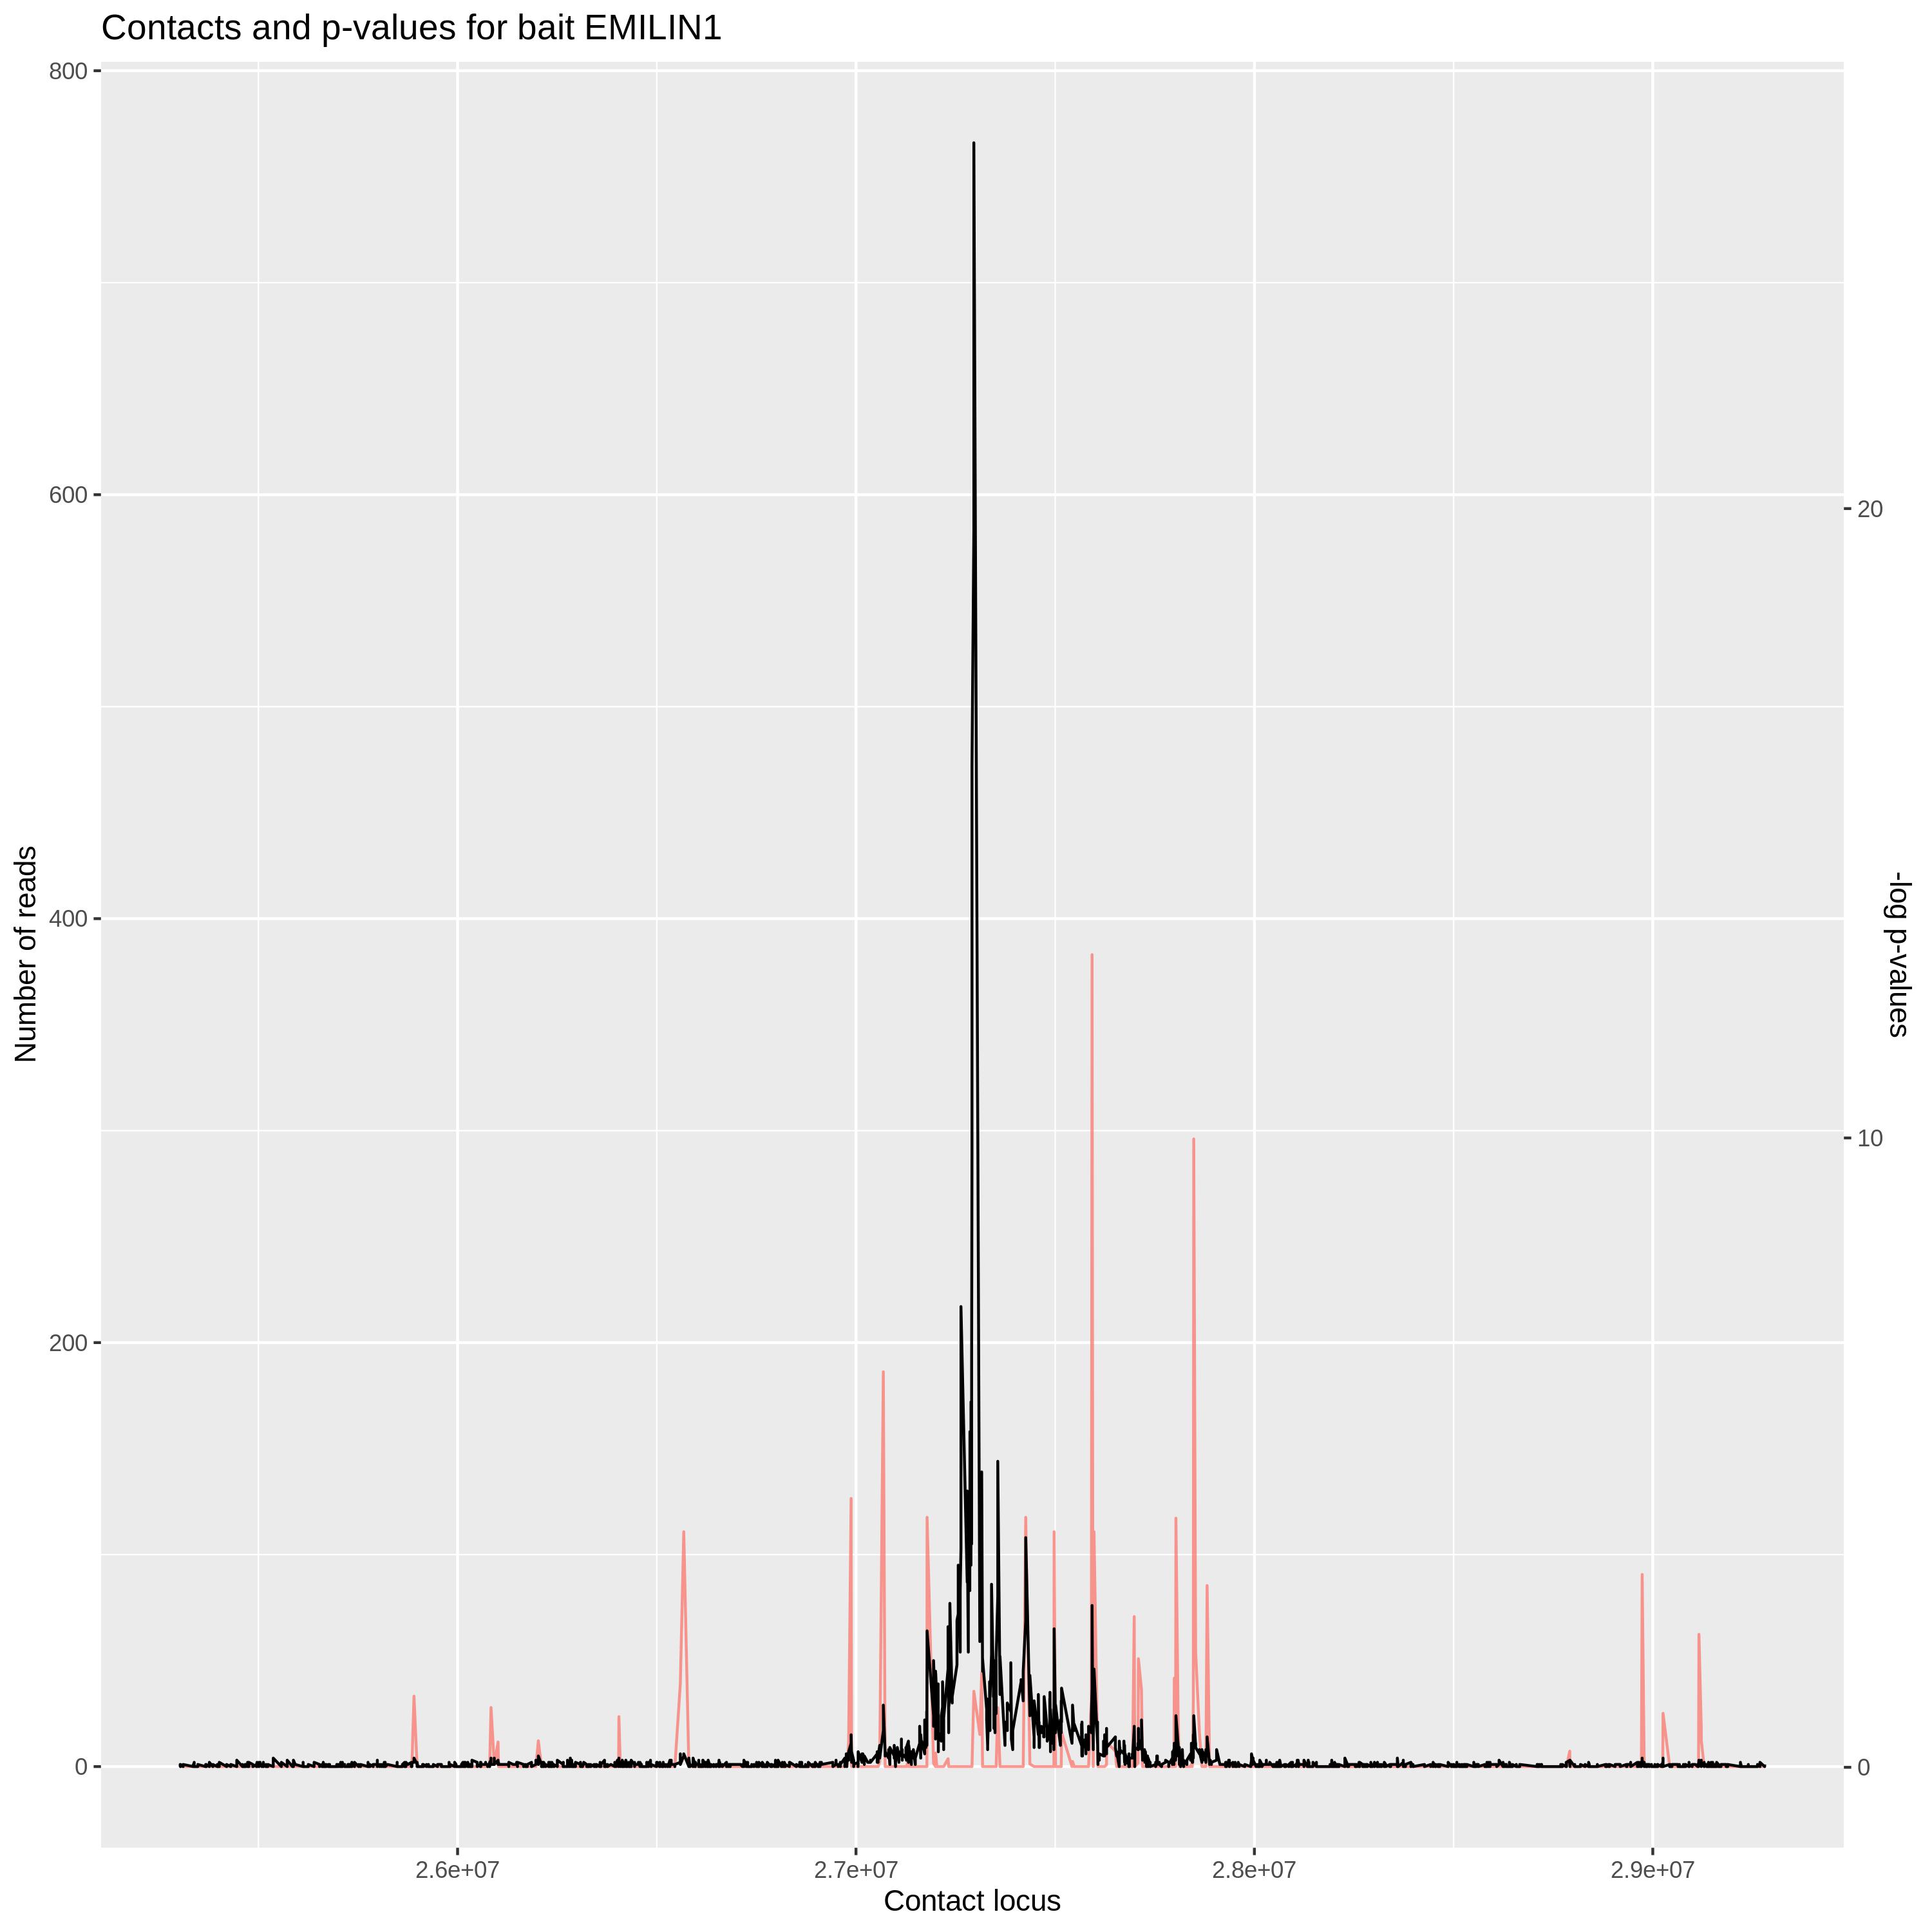 Contacts and p-values for bait EMILIN1
800
600
400
200
0
Number of reads
20
10
0
-log p-values
2.6e+07
2.7e+07
2.8e+07
2.9e+07
Contact locus